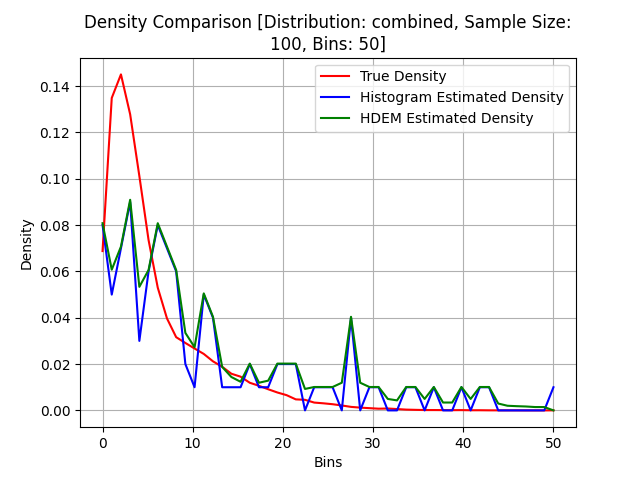 Density Comparison [Distribution: combined, Sample Size:
100, Bins: 50]
True Density
Histogram Estimated Density
HDEM Estimated Density
Density
0.14
0.12
0.10
0.08
0.06
0.04
0.02
0.00
0 10 20 30 40 50
Bins